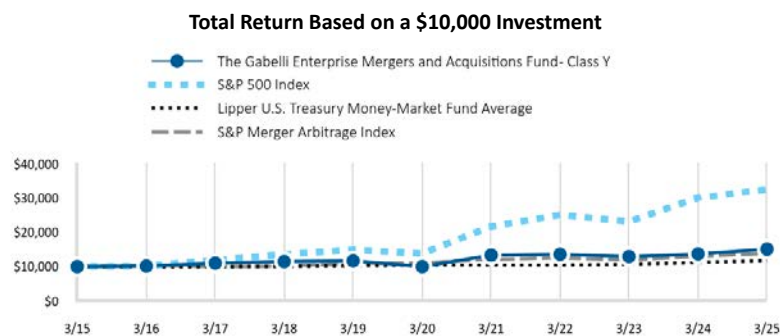 Total Return Based on a $10,000 Investment
The Gabelli Enterprise Mergers and Acquisitions Fund- Class Y
S&P 500 Index
Lipper U.S. Treasury Money-Market Fund Average
S&P Merger Arbitrage Index
$40,000
$30,000
$20,000
$10,000
$0
3/15 3/16 3/17 3/18 3/19 3/20 3/21 3/22 3/23 3/24 3/25